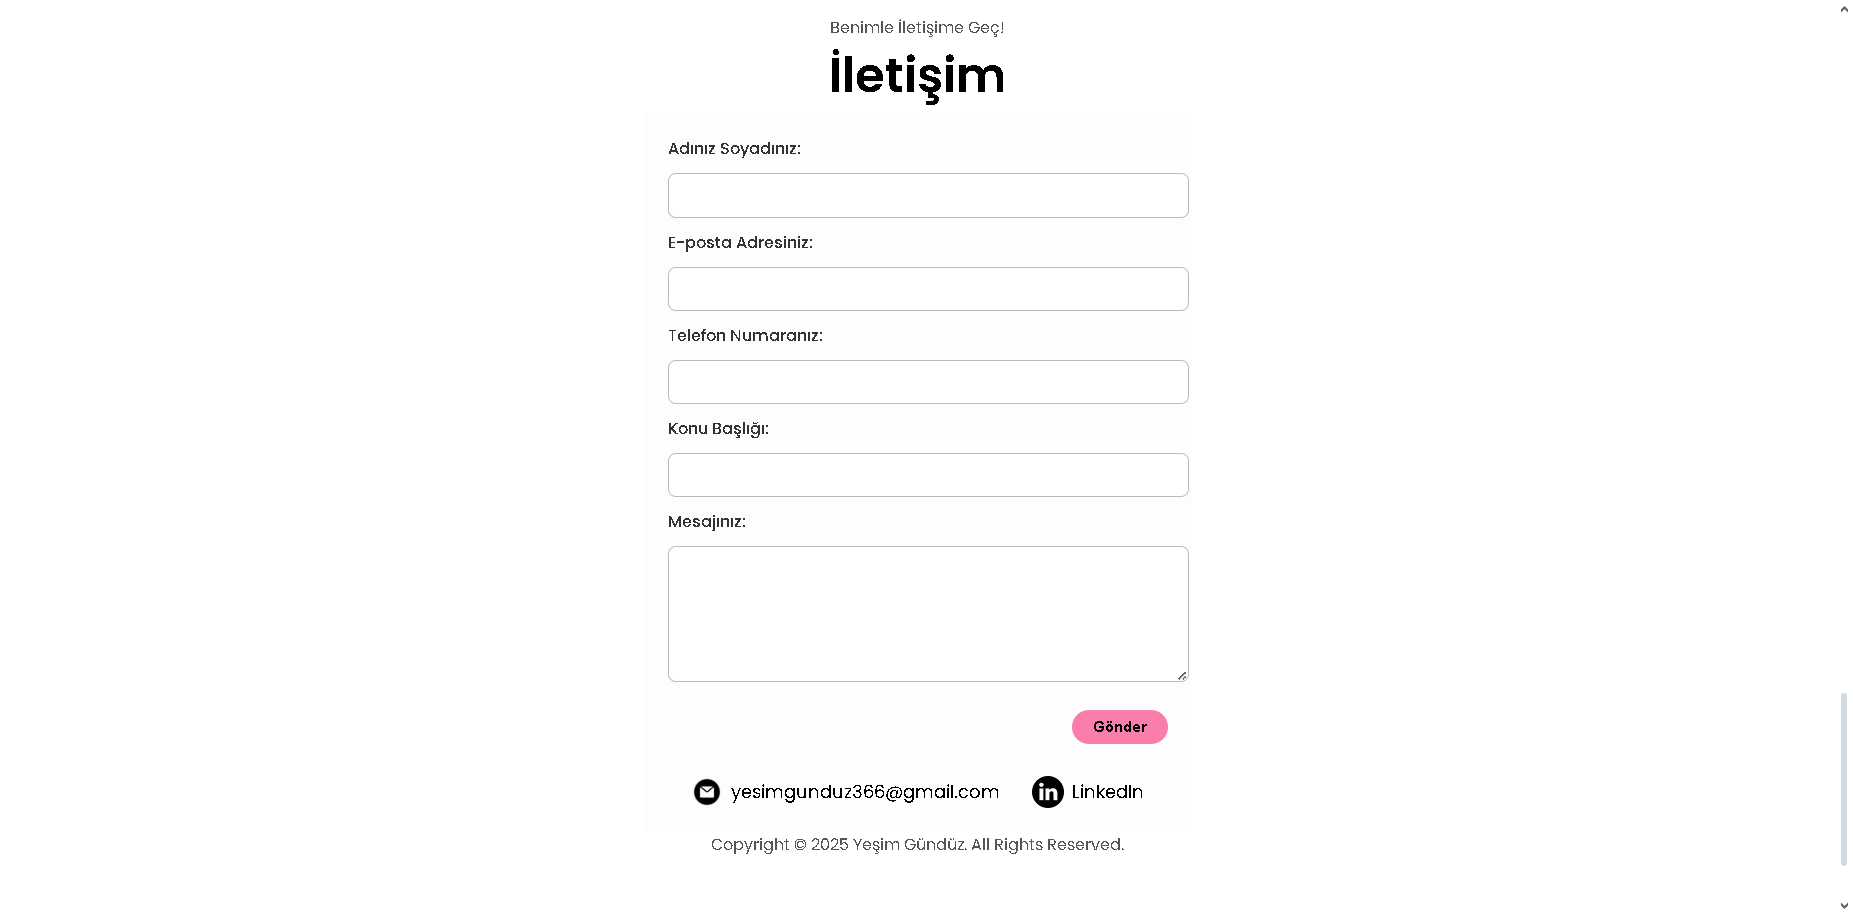 Benimle İletişime Geç!
İletişim
Adınız Soyadınız:
E-posta Adresiniz:
Telefon Numaranız:
Konu Başlığı:
Mesajınız:
Gönder
yesimgunduz366@gmail.com LinkedIn
Copyright © 2025 Yeşim Gündüz. All Rights Reserved.